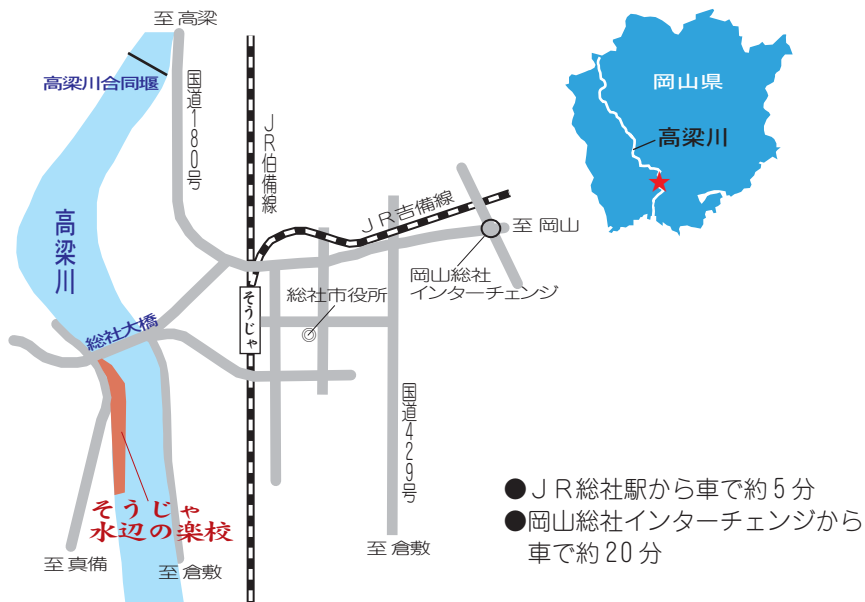 至 高梁
高梁川合同堰
国道180号
JR伯備線
高梁川
JR吉備線
至 岡山
岡山総社
インターチェンジ
総社市役所
そうじゃ
総社大橋
国道429号
そうじゃ
水辺の楽校
至 真備
至 倉敷
至 倉敷
岡山県
高梁川
●JR総社駅から車で約5分
●岡山総社インターチェンジから
車で約20分